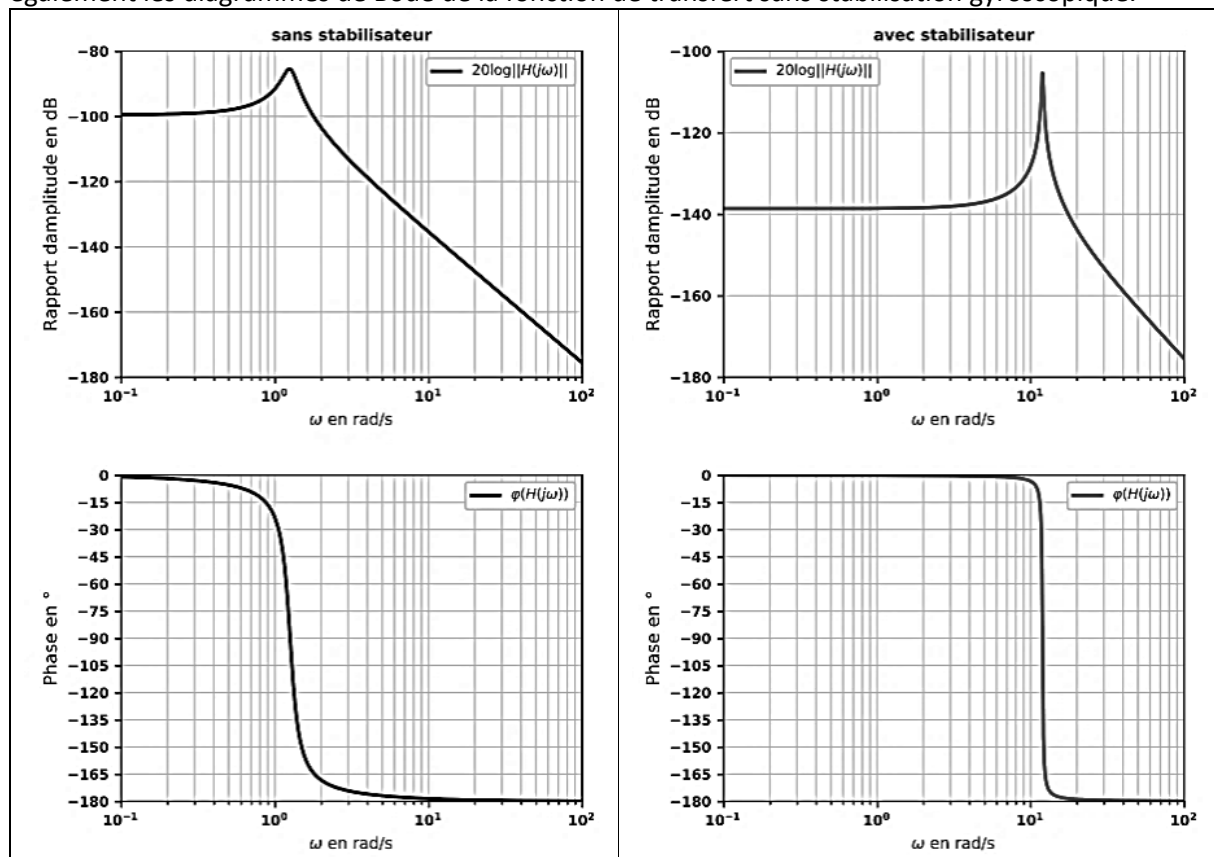 également les diagrammes de Bode de la fonction de transfert sans stabilisation gyroscopique.
sans stabilisateur
20log||H(jω)||
Rapport damplitude en dB
−80
−100
−120
−140
−160
−180
10⁻¹ 10⁰ 10¹ 10²
ω en rad/s
avec stabilisateur
20log||H(jω)||
Rapport damplitude en dB
−100
−120
−140
−160
−180
10⁻¹ 10⁰ 10¹ 10²
ω en rad/s
φ(H(jω))
Phase en °
0
−15
−30
−45
−60
−75
−90
−105
−120
−135
−150
−165
−180
10⁻¹ 10⁰ 10¹ 10²
ω en rad/s
φ(H(jω))
Phase en °
0
−15
−30
−45
−60
−75
−90
−105
−120
−135
−150
−165
−180
10⁻¹ 10⁰ 10¹ 10²
ω en rad/s